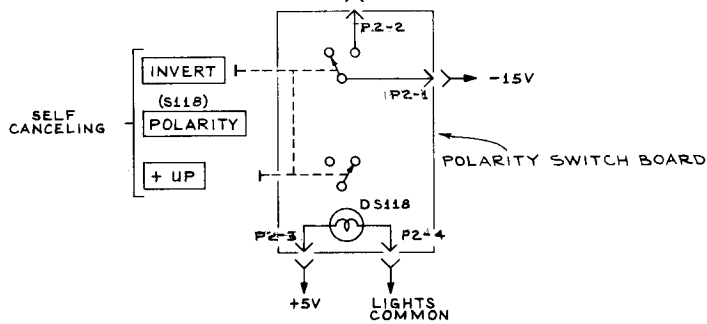 P2-2
INVERT
-15V
P2-1
(S118)
SELF
CANCELING
POLARITY
POLARITY SWITCH BOARD
+ UP
DS118
P2-3
P2-4
+5V
LIGHTS
COMMON